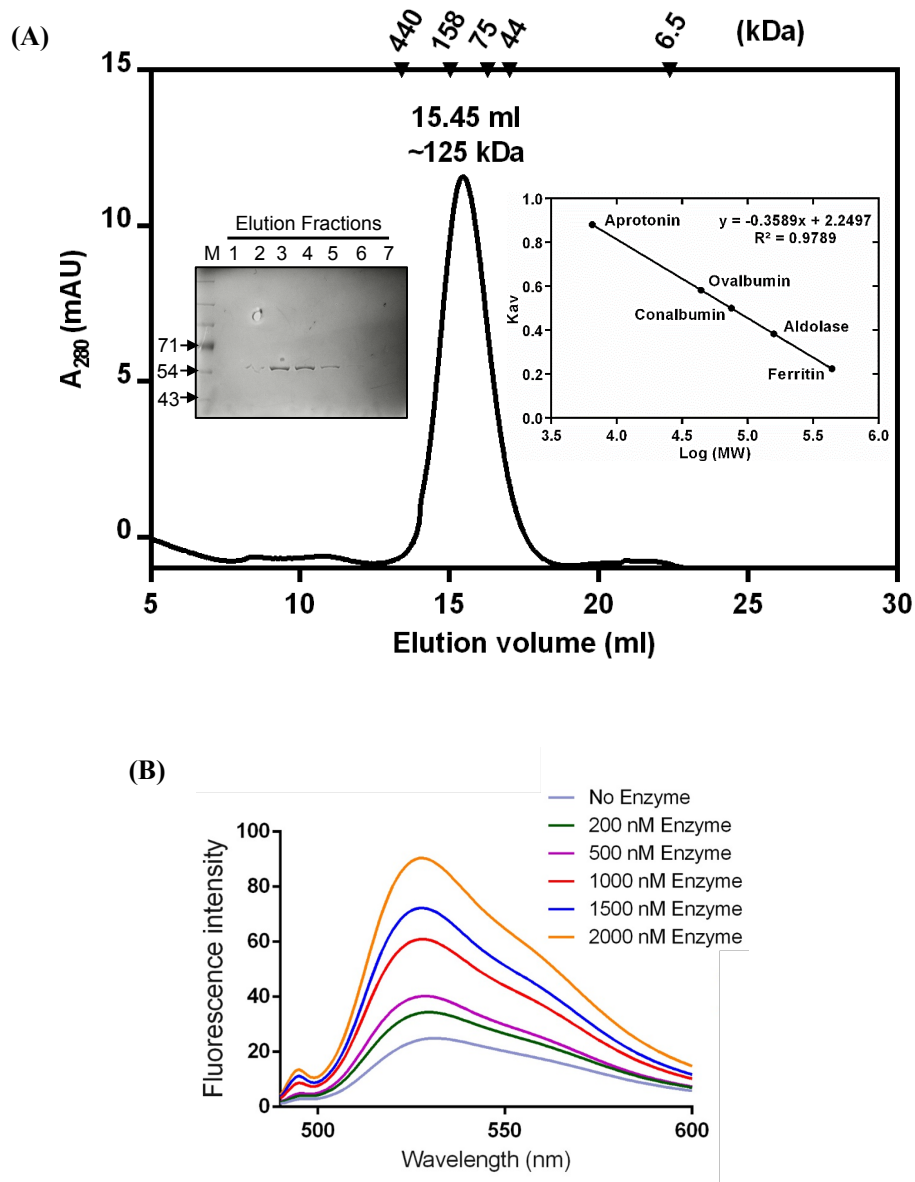 (A)
440 158 75 44 6.5 (kDa)
15
10
5
0
A280 (mAU)
15.45 ml
~125 kDa
Elution Fractions
M 1 2 3 4 5 6 7
71
54
43
1.0
0.8
0.6
0.4
0.2
0.0
Kav
Aprotonin
y = -0.3589x + 2.2497
R² = 0.9789
Ovalbumin
Conalbumin
Aldolase
Ferritin
3.5 4.0 4.5 5.0 5.5 6.0
Log (MW)
5 10 15 20 25 30
Elution volume (ml)
(B)
No Enzyme
200 nM Enzyme
500 nM Enzyme
1000 nM Enzyme
1500 nM Enzyme
2000 nM Enzyme
100
80
60
40
20
0
Fluorescence intensity
500 550 600
Wavelength (nm)